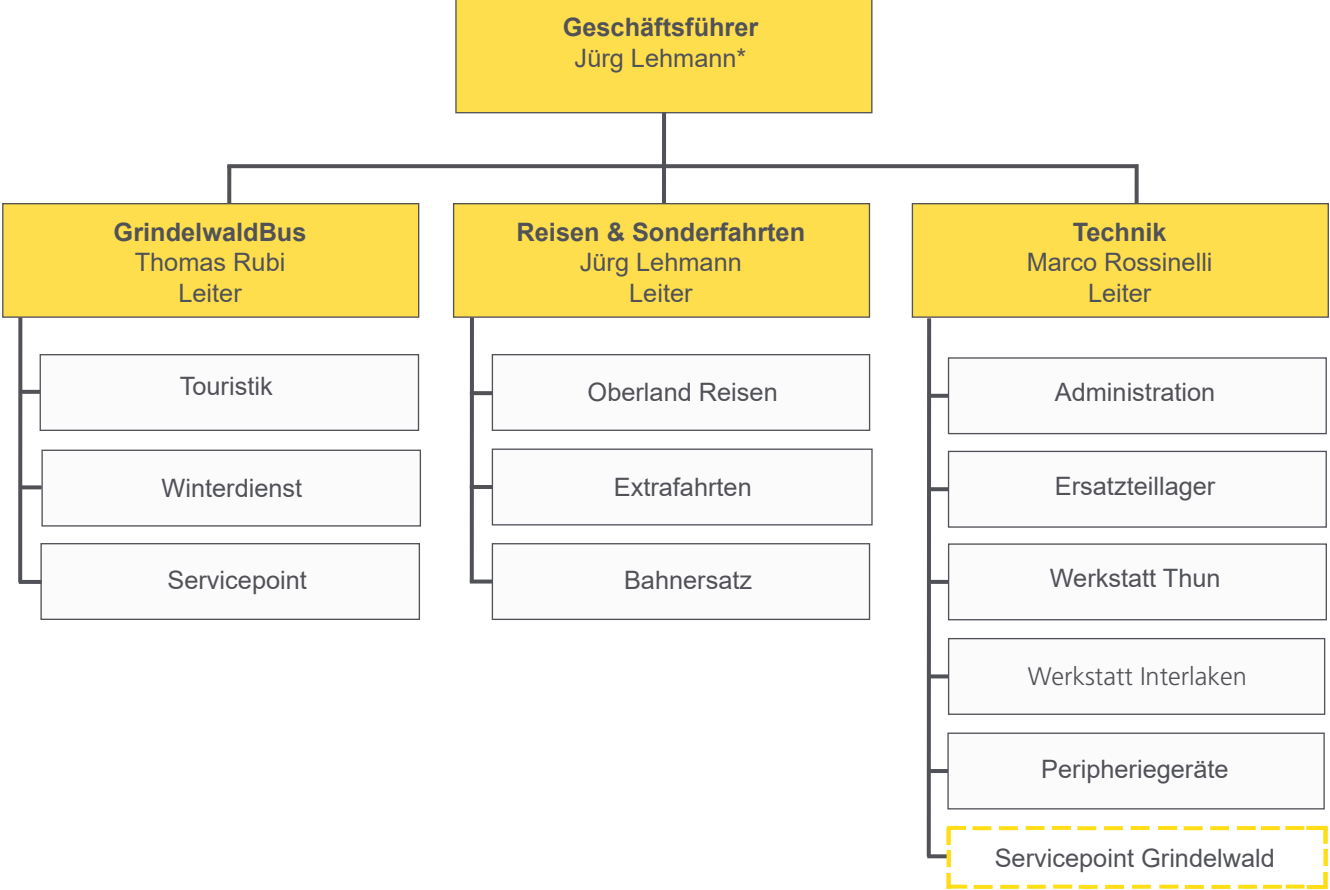 Geschäftsführer
Jürg Lehmann*
GrindelwaldBus
Thomas Rubi
Leiter
Touristik
Winterdienst
Servicepoint
Reisen & Sonderfahrten
Jürg Lehmann
Leiter
Oberland Reisen
Extrafahrten
Bahnersatz
Technik
Marco Rossinelli
Leiter
Administration
Ersatzteillager
Werkstatt Thun
Werkstatt Interlaken
Peripheriegeräte
Servicepoint Grindelwald